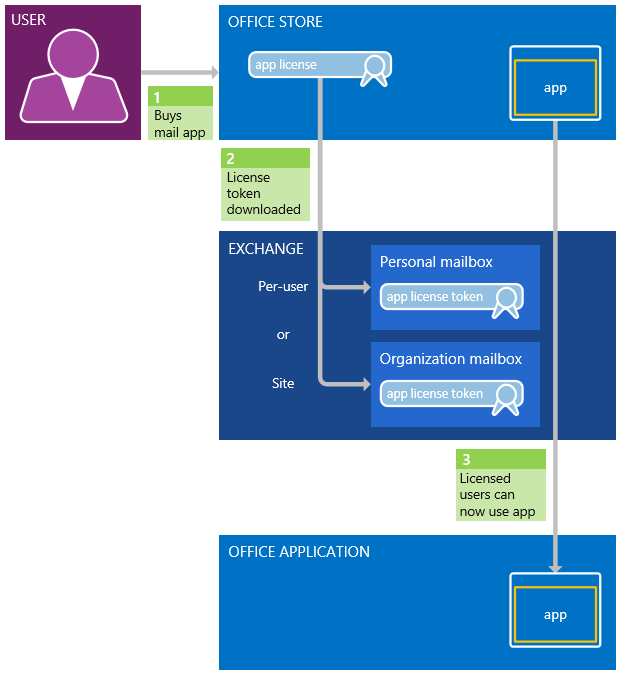 USER
OFFICE STORE
app license
app
1
Buys
mail app
2
License
token
downloaded
EXCHANGE
Personal mailbox
Per-user
app license token
or
Organization mailbox
Site
app license token
3
Licensed
users can
now use app
OFFICE APPLICATION
app